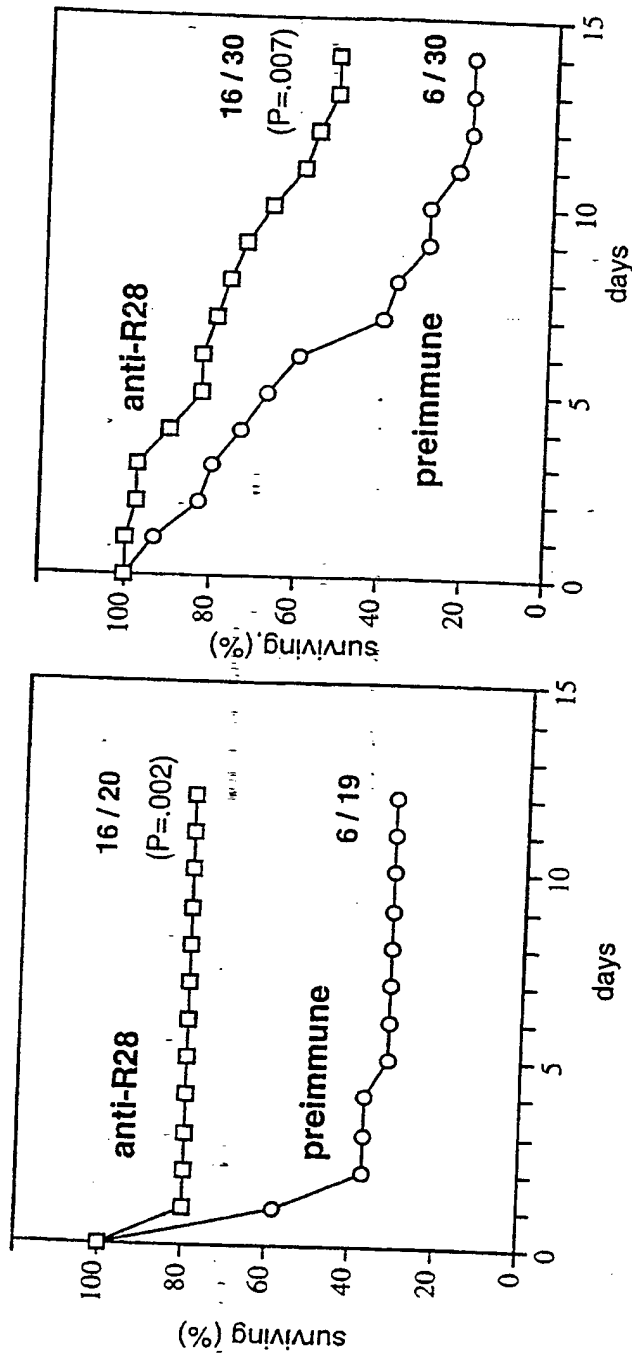 surviving (%)
100
80
60
40
20
0
anti-R28
16 / 20
(P=.002)
preimmune
6 / 19
0
5
10
15
days
surviving (%)
100
80
60
40
20
0
anti-R28
16 / 30
(P=.007)
preimmune
6 / 30
0
5
10
15
days